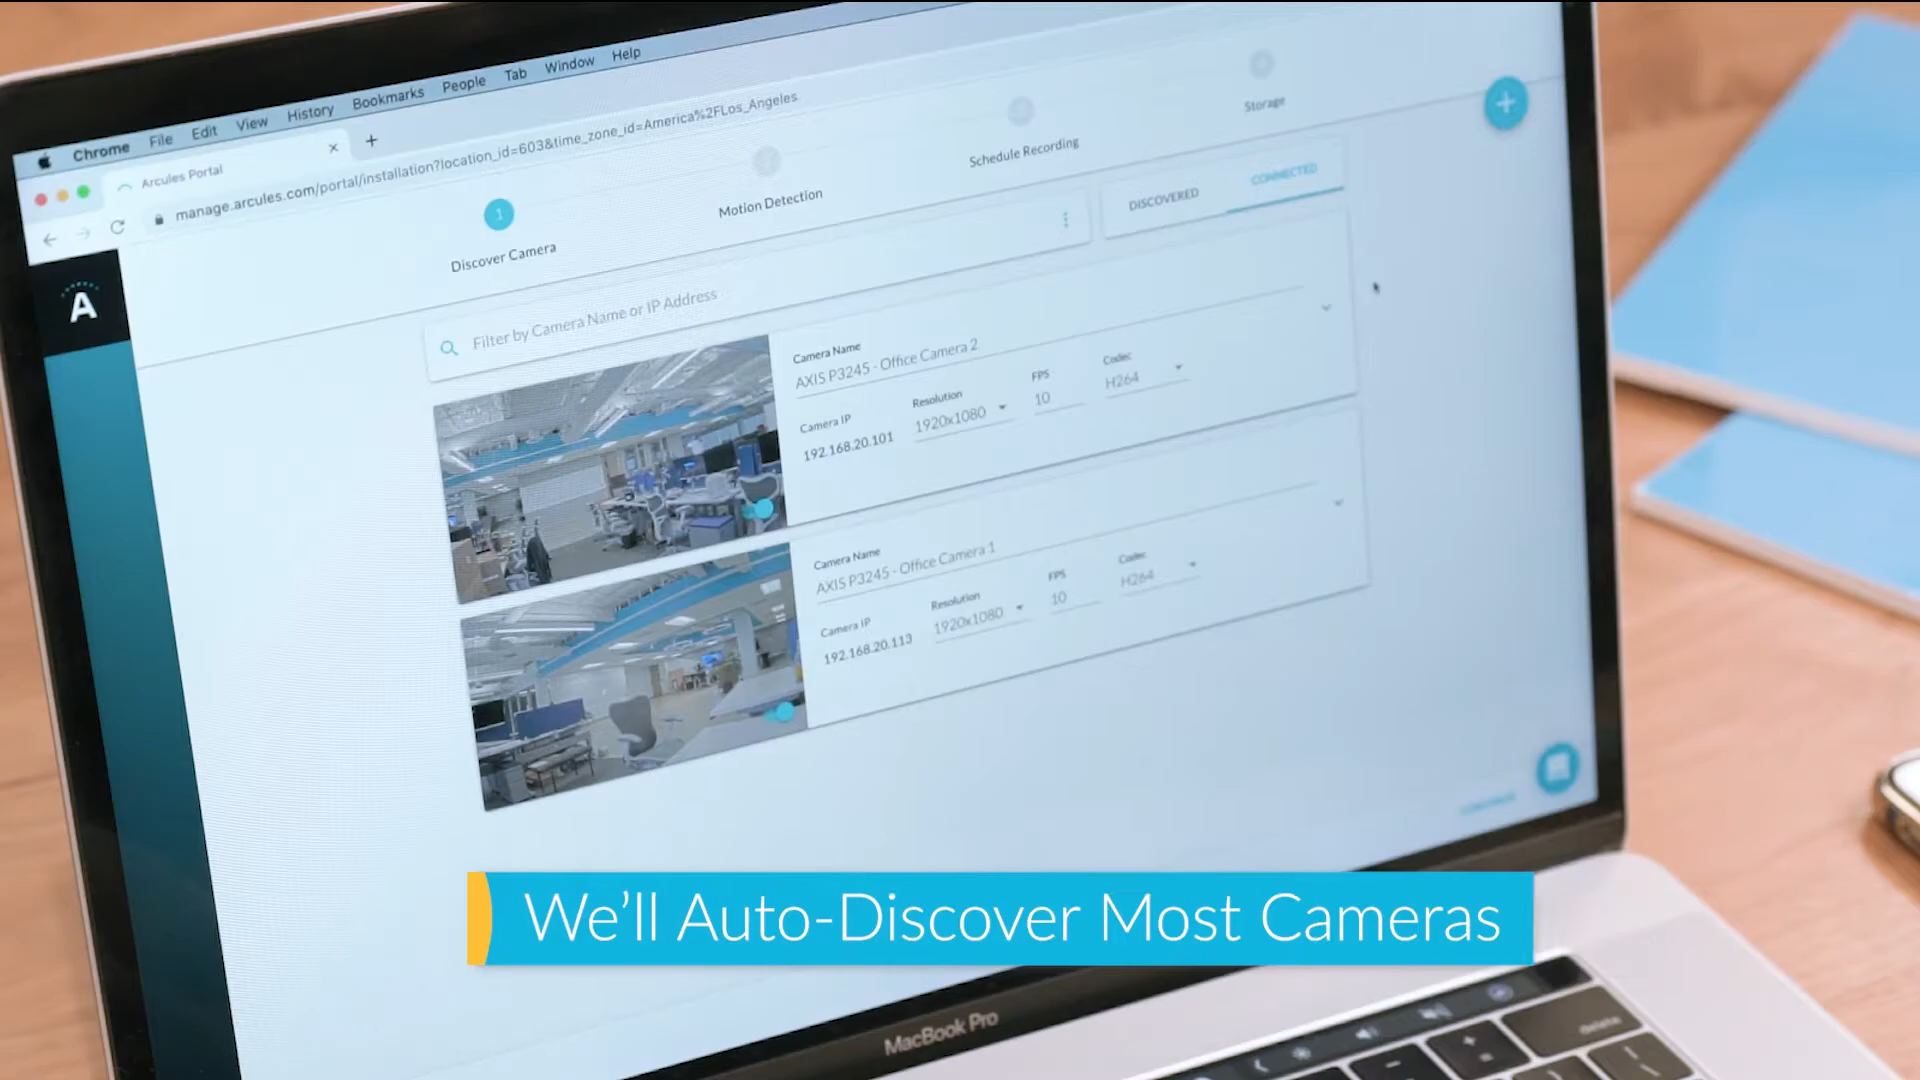 Chrome File Edit View History Bookmarks People Tab Window Help
Arcules Portal
manage.arcules.com/portal/installation?location_id=603&time_zone_id=America%2FLos_Angeles
A
1
Discover Camera
Motion Detection
Schedule Recording
Storage
DISCOVERED CONNECTED
Filter by Camera Name or IP Address
Camera Name
AXIS P3245 - Office Camera 2
Camera IP Resolution FPS Codec
192.168.20.101 1920x1080 10 H264
Camera Name
AXIS P3245 - Office Camera 1
Camera IP Resolution FPS Codec
192.168.20.113 1920x1080 10 H264
We'll Auto-Discover Most Cameras
MacBook Pro
delete